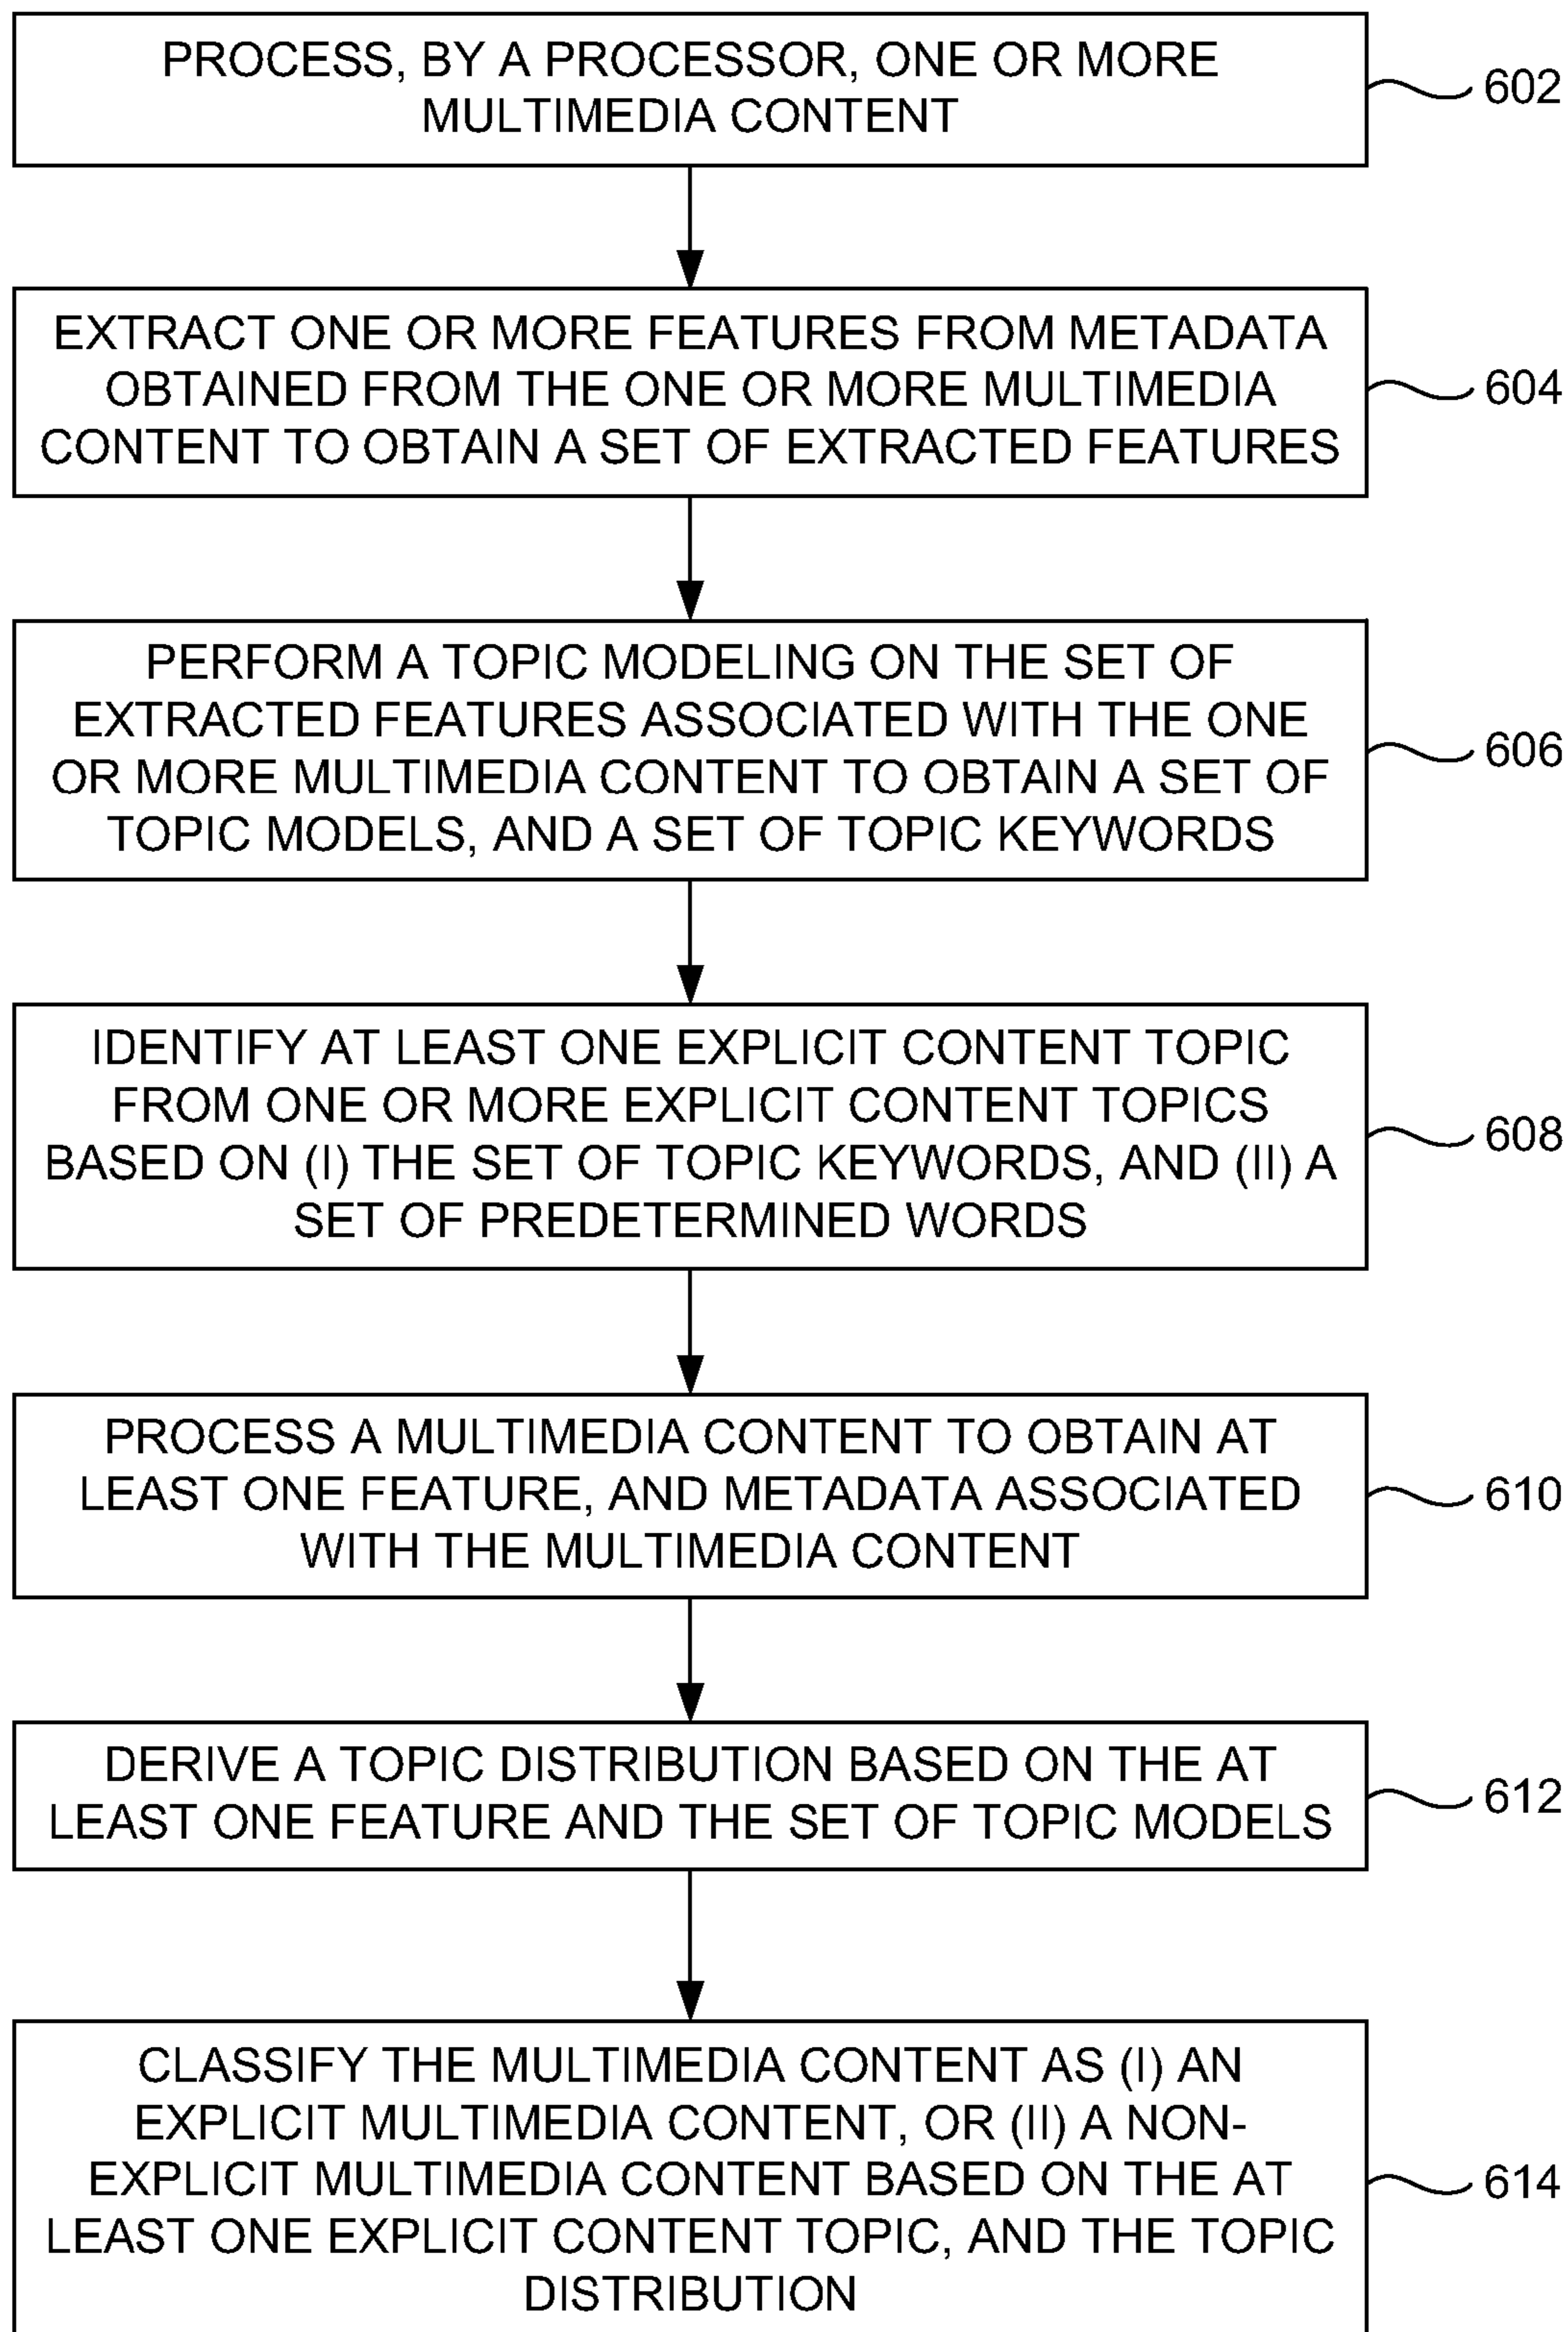 PROCESS, BY A PROCESSOR, ONE OR MORE
MULTIMEDIA CONTENT
602
EXTRACT ONE OR MORE FEATURES FROM METADATA
OBTAINED FROM THE ONE OR MORE MULTIMEDIA
CONTENT TO OBTAIN A SET OF EXTRACTED FEATURES
604
PERFORM A TOPIC MODELING ON THE SET OF
EXTRACTED FEATURES ASSOCIATED WITH THE ONE
OR MORE MULTIMEDIA CONTENT TO OBTAIN A SET OF
TOPIC MODELS, AND A SET OF TOPIC KEYWORDS
606
IDENTIFY AT LEAST ONE EXPLICIT CONTENT TOPIC
FROM ONE OR MORE EXPLICIT CONTENT TOPICS
BASED ON (I) THE SET OF TOPIC KEYWORDS, AND (II) A
SET OF PREDETERMINED WORDS
608
PROCESS A MULTIMEDIA CONTENT TO OBTAIN AT
LEAST ONE FEATURE, AND METADATA ASSOCIATED
WITH THE MULTIMEDIA CONTENT
610
DERIVE A TOPIC DISTRIBUTION BASED ON THE AT
LEAST ONE FEATURE AND THE SET OF TOPIC MODELS
612
CLASSIFY THE MULTIMEDIA CONTENT AS (I) AN
EXPLICIT MULTIMEDIA CONTENT, OR (II) A NON-
EXPLICIT MULTIMEDIA CONTENT BASED ON THE AT
LEAST ONE EXPLICIT CONTENT TOPIC, AND THE TOPIC
DISTRIBUTION
614